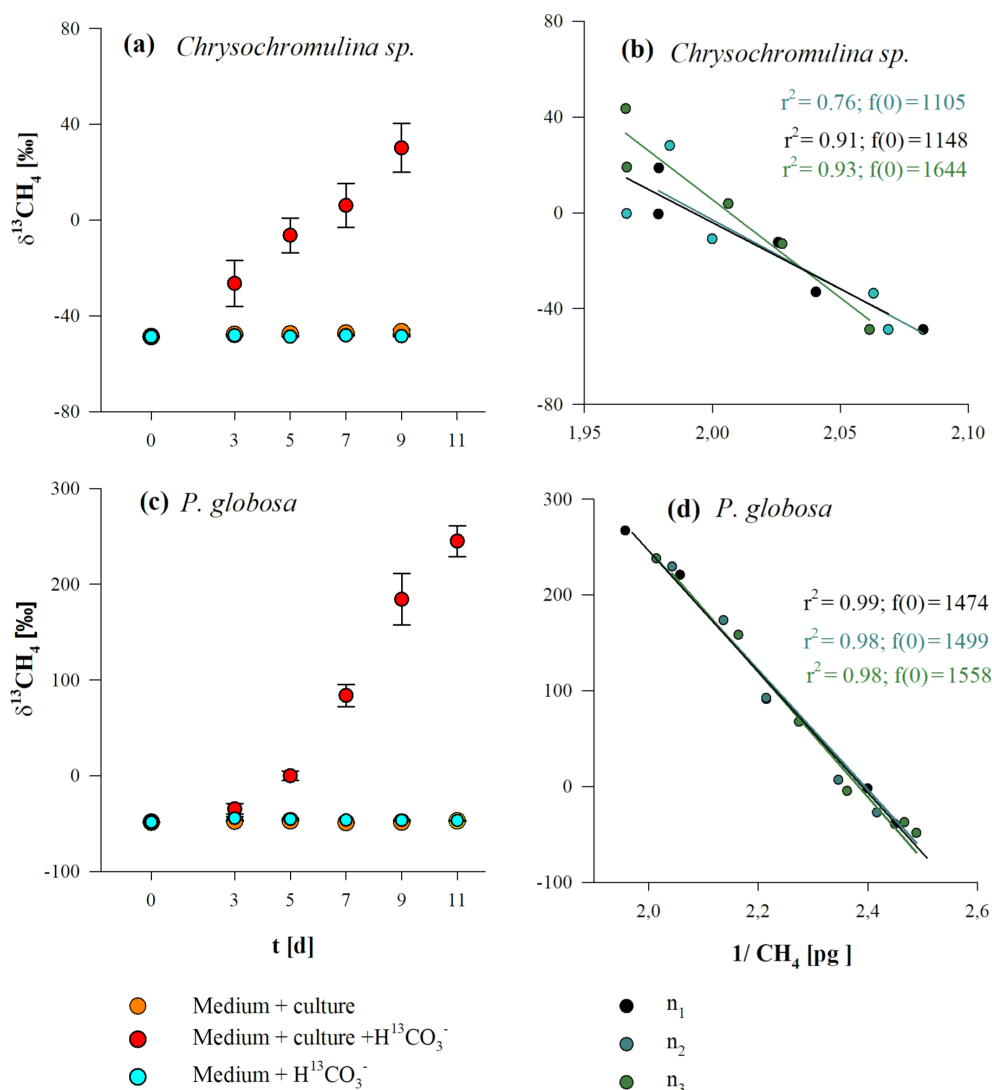 (a) Chrysochromulina sp.
δ¹³CH₄ [‰]
80
40
0
-40
-80
0 3 5 7 9 11
(b) Chrysochromulina sp.
r² = 0.76; f(0)=1105
r² = 0.91; f(0)=1148
r² = 0.93; f(0)=1644
80
40
0
-40
-80
1,95 2,00 2,05 2,10
(c) P. globosa
δ¹³CH₄ [‰]
300
200
100
0
-100
0 3 5 7 9 11
t [d]
(d) P. globosa
r² = 0.99; f(0)=1474
r² = 0.98; f(0)=1499
r² = 0.98; f(0)=1558
300
200
100
0
-100
2,0 2,2 2,4 2,6
1/ CH₄ [pg ]
Medium + culture
Medium + culture +H¹³CO₃⁻
Medium + H¹³CO₃⁻
n₁
n₂
n₃